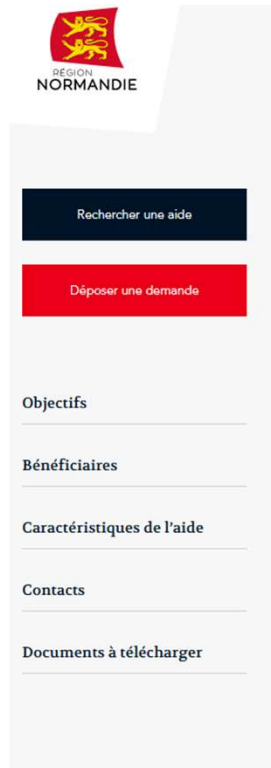 RÉGION
NORMANDIE
Rechercher une aide
Déposer une demande
Objectifs
Bénéficiaires
Caractéristiques de l'aide
Contacts
Documents à télécharger